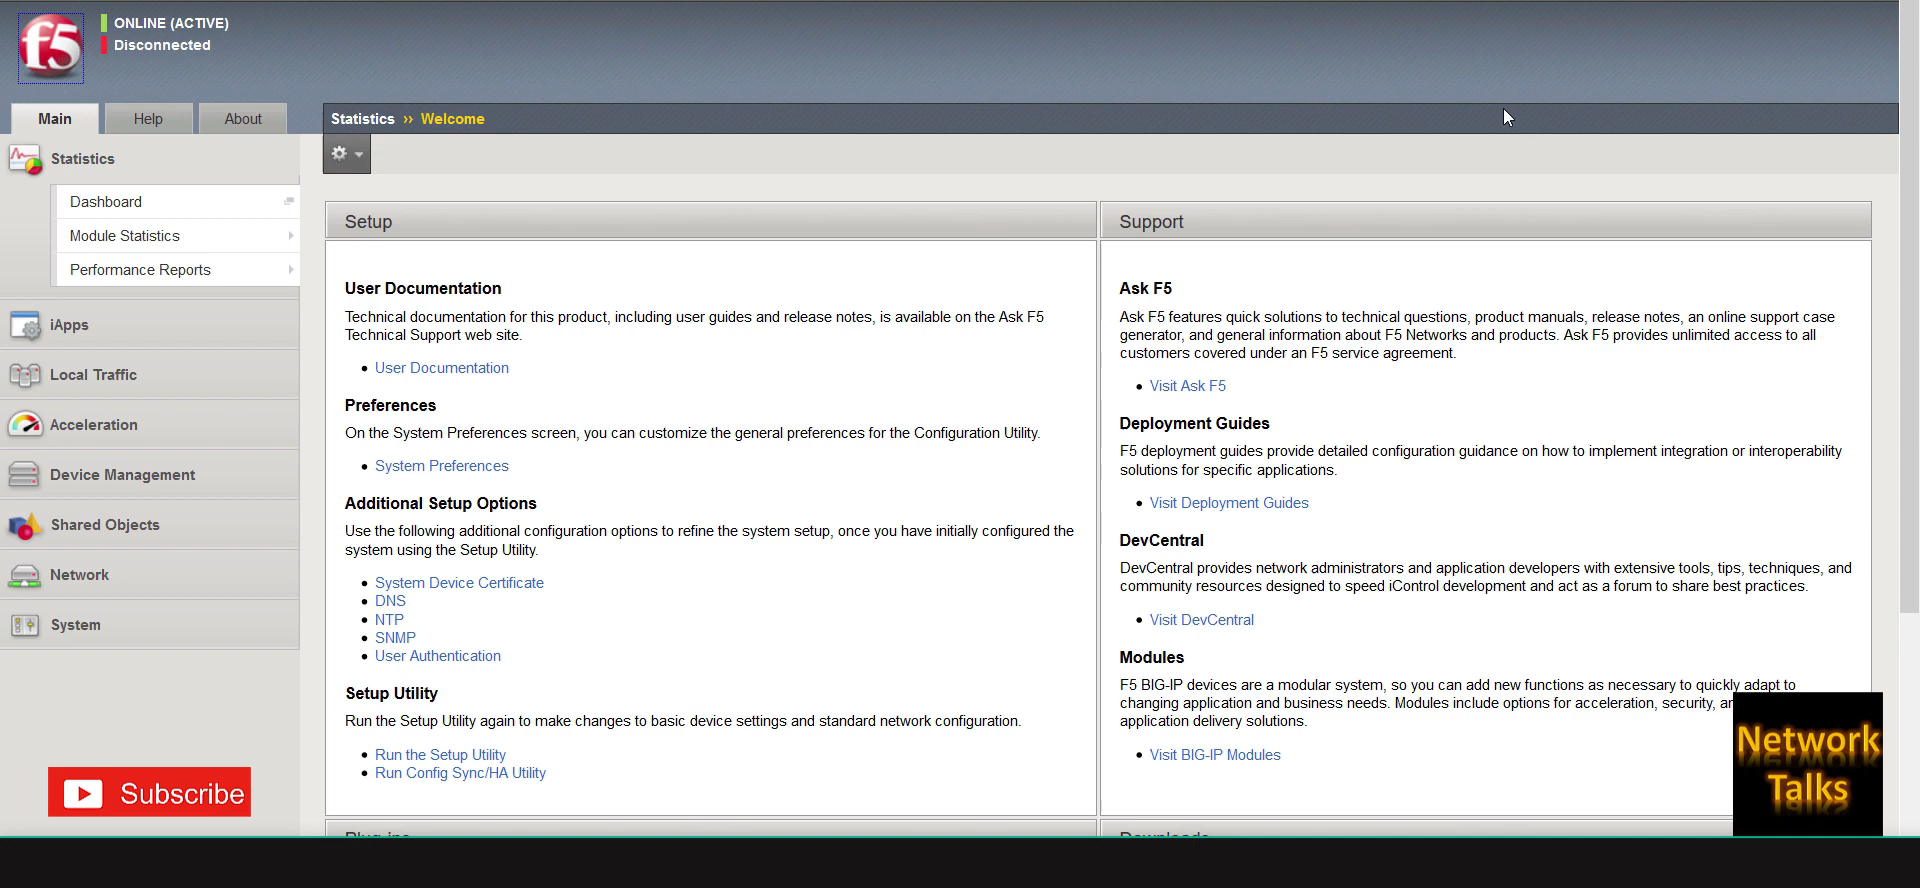 f5
ONLINE (ACTIVE)
Disconnected
Main
Help
About
Statistics » Welcome
Statistics
Dashboard
Module Statistics
Performance Reports
iApps
Local Traffic
Acceleration
Device Management
Shared Objects
Network
System
Subscribe
Setup
User Documentation
Technical documentation for this product, including user guides and release notes, is available on the Ask F5
Technical Support web site.
• User Documentation
Preferences
On the System Preferences screen, you can customize the general preferences for the Configuration Utility.
• System Preferences
Additional Setup Options
Use the following additional configuration options to refine the system setup, once you have initially configured the
system using the Setup Utility.
• System Device Certificate
• DNS
• NTP
• SNMP
• User Authentication
Setup Utility
Run the Setup Utility again to make changes to basic device settings and standard network configuration.
• Run the Setup Utility
• Run Config Sync/HA Utility
Support
Ask F5
Ask F5 features quick solutions to technical questions, product manuals, release notes, an online support case
generator, and general information about F5 Networks and products. Ask F5 provides unlimited access to all
customers covered under an F5 service agreement.
• Visit Ask F5
Deployment Guides
F5 deployment guides provide detailed configuration guidance on how to implement integration or interoperability
solutions for specific applications.
• Visit Deployment Guides
DevCentral
DevCentral provides network administrators and application developers with extensive tools, tips, techniques, and
community resources designed to speed iControl development and act as a forum to share best practices.
• Visit DevCentral
Modules
F5 BIG-IP devices are a modular system, so you can add new functions as necessary to quickly adapt to
changing application and business needs. Modules include options for acceleration, security,
application delivery solutions.
• Visit BIG-IP Modules
Network
Talks
Plug-ins
Downloads